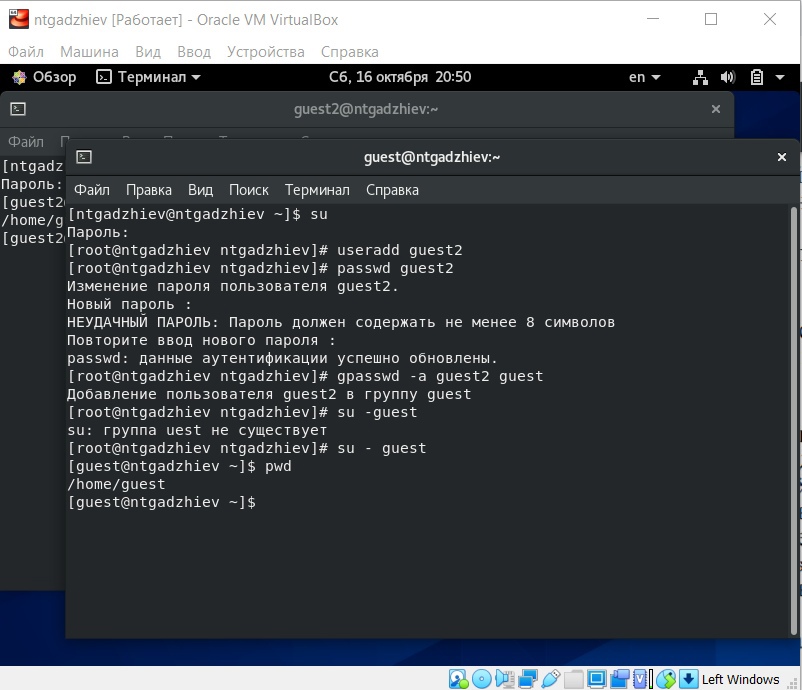 ntgadzhiev [Работает] - Oracle VM VirtualBox
Файл Машина Вид Ввод Устройства Справка
Обзор Терминал Сб, 16 октября 20:50 en
guest2@ntgadzhiev:~
Файл
[ntgadz
Пароль:
[guest2
/home/g
[guest2
guest@ntgadzhiev:~
Файл Правка Вид Поиск Терминал Справка
[ntgadzhiev@ntgadzhiev ~]$ su
Пароль:
[root@ntgadzhiev ntgadzhiev]# useradd guest2
[root@ntgadzhiev ntgadzhiev]# passwd guest2
Изменение пароля пользователя guest2.
Новый пароль :
НЕУДАЧНЫЙ ПАРОЛЬ: Пароль должен содержать не менее 8 символов
Повторите ввод нового пароля :
passwd: данные аутентификации успешно обновлены.
[root@ntgadzhiev ntgadzhiev]# gpasswd -a guest2 guest
Добавление пользователя guest2 в группу guest
[root@ntgadzhiev ntgadzhiev]# su -guest
su: группа uest не существует
[root@ntgadzhiev ntgadzhiev]# su - guest
[guest@ntgadzhiev ~]$ pwd
/home/guest
[guest@ntgadzhiev ~]$
Left Windows